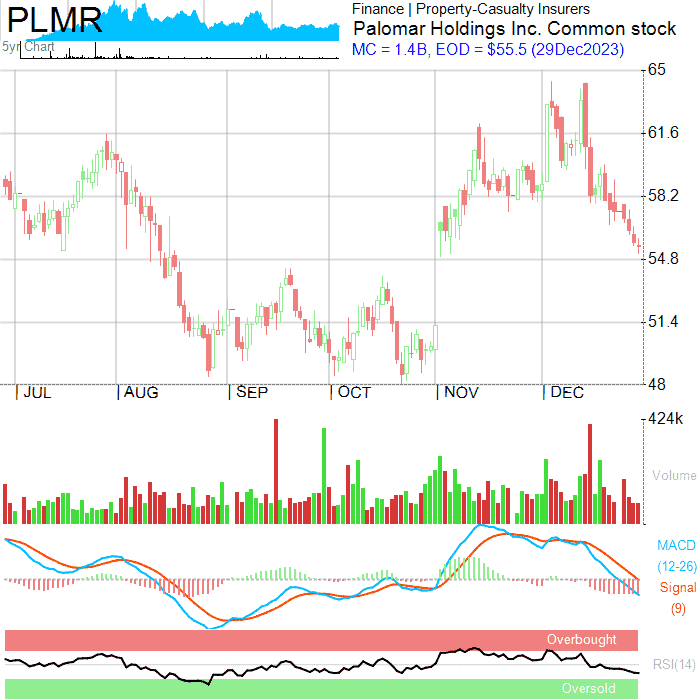 PLMR
5yr Chart
Finance | Property-Casualty Insurers
Palomar Holdings Inc. Common stock
MC = 1.4B, EOD = $55.5 (29Dec2023)
65
61.6
58.2
54.8
51.4
48
JUL AUG SEP OCT NOV DEC
424k
Volume
MACD
(12-26)
Signal
(9)
Overbought
RSI(14)
Oversold